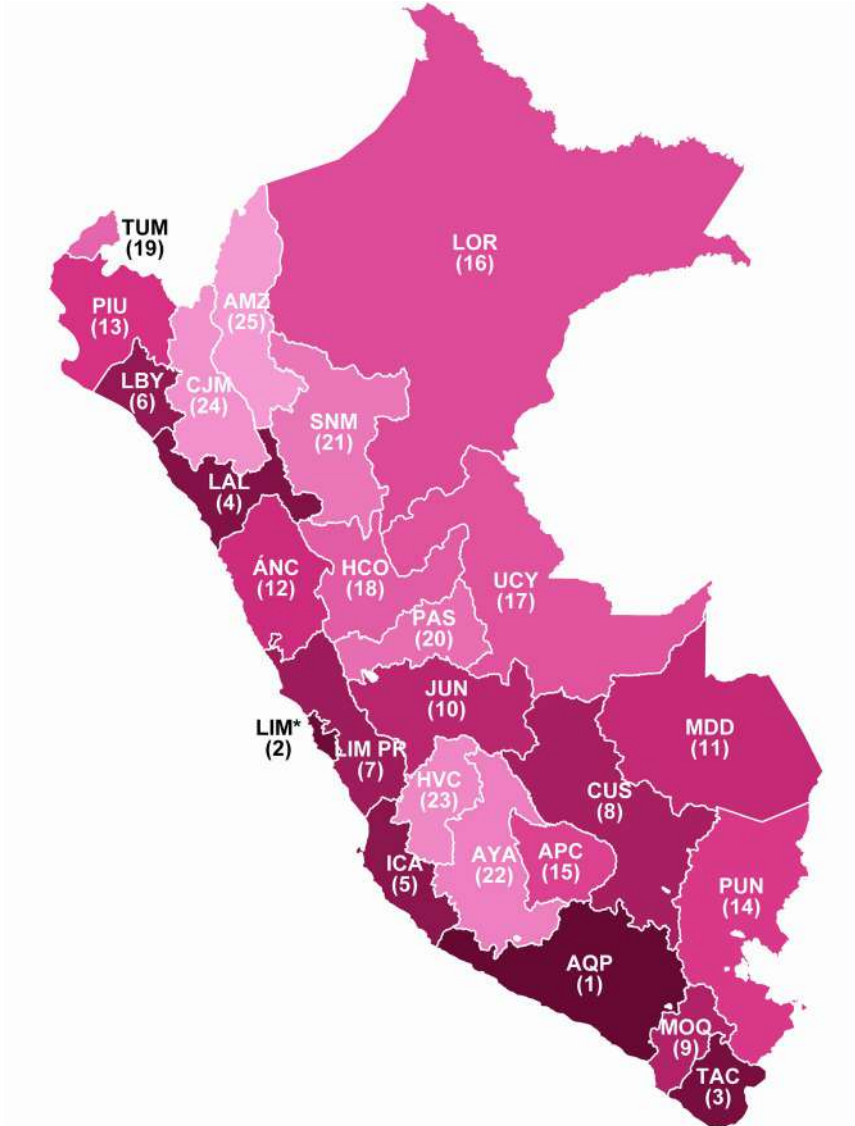 TUM
(19)
LOR
(16)
PIU
(13)
AMZ
(25)
LBY
(6)
CJM
(24)
SNM
(21)
LAL
(4)
ÁNC
(12)
HCO
(18)
UCY
(17)
PAS
(20)
JUN
(10)
MDD
(11)
LIM*
(2)
LIM PR
(7)
HVC
(23)
CUS
(8)
ICA
(5)
AYA
(22)
APC
(15)
PUN
(14)
AQP
(1)
MOQ
(9)
TAC
(3)